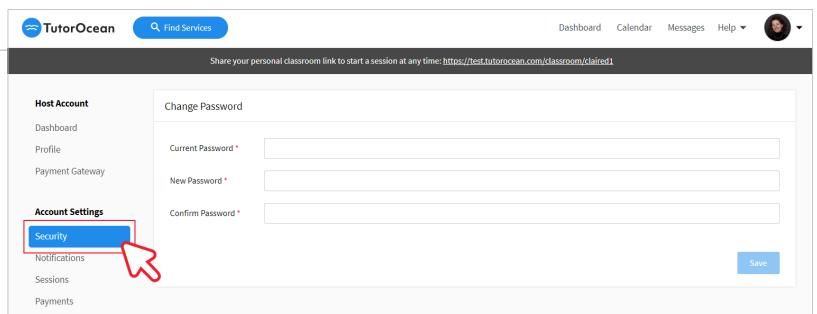 TutorOcean
Find Services
Dashboard Calendar Messages Help
Share your personal classroom link to start a session at any time: https://test.tutorocean.com/classroom/claired1
Host Account
Dashboard
Profile
Payment Gateway
Account Settings
Security
Notifications
Sessions
Payments
Change Password
Current Password *
New Password *
Confirm Password *
Save